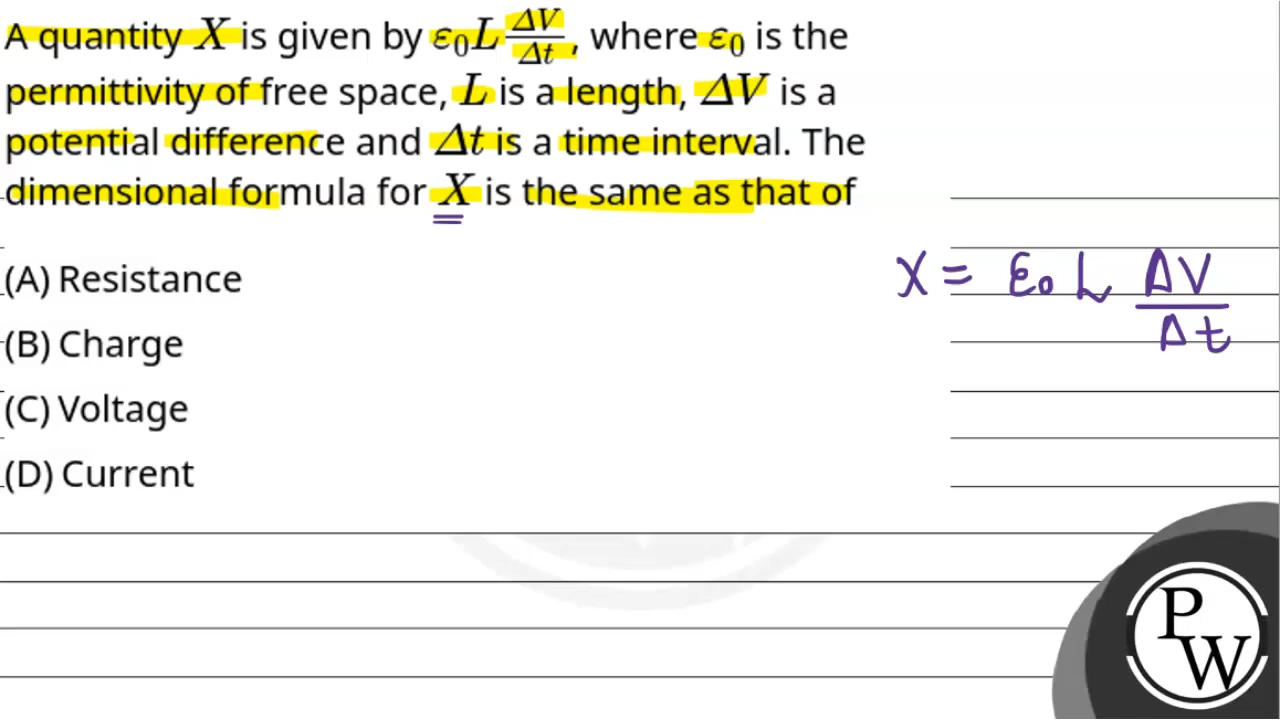 A quantity X is given by ε₀L ΔV/Δt, where ε₀ is the
permittivity of free space, L is a length, ΔV is a
potential difference and Δt is a time interval. The
dimensional formula for X is the same as that of
(A) Resistance
X = ε₀ L ΔV/Δt
(B) Charge
(C) Voltage
(D) Current
P
W